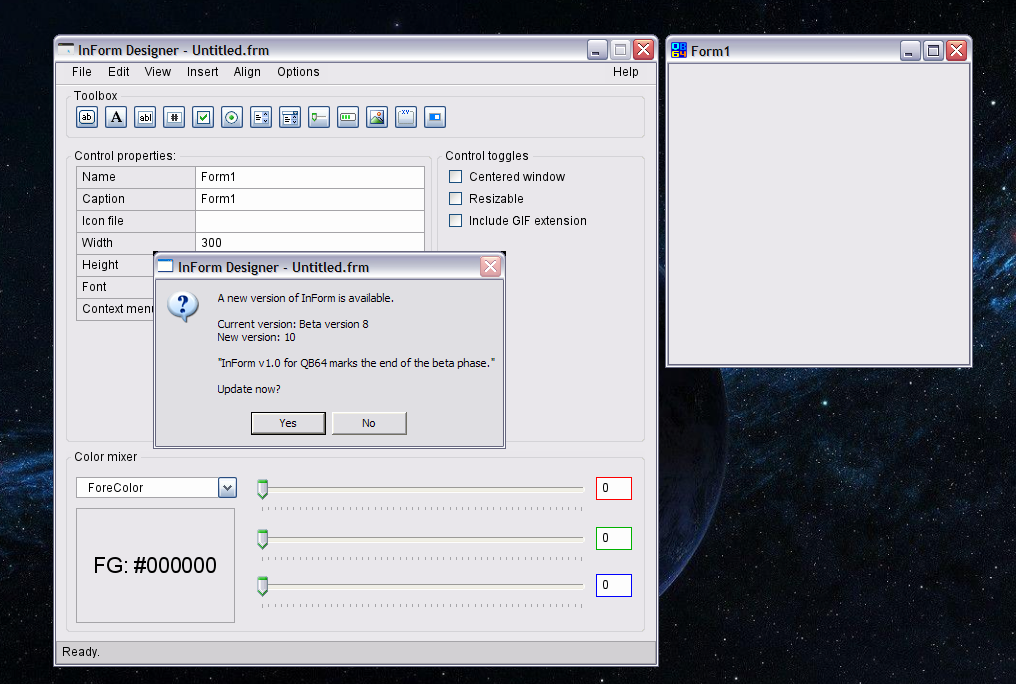 InForm Designer - Untitled.frm
File Edit View Insert Align Options Help
Toolbox
ab A abl # XY
Control properties:
Name Form1
Caption Form1
Icon file
Width 300
Height
Font
Context menu
Control toggles
Centered window
Resizable
Include GIF extension
InForm Designer - Untitled.frm
A new version of InForm is available.
Current version: Beta version 8
New version: 10
"InForm v1.0 for QB64 marks the end of the beta phase."
Update now?
Yes No
Color mixer
ForeColor
0
FG: #000000
0
0
Ready.
QB
64
Form1